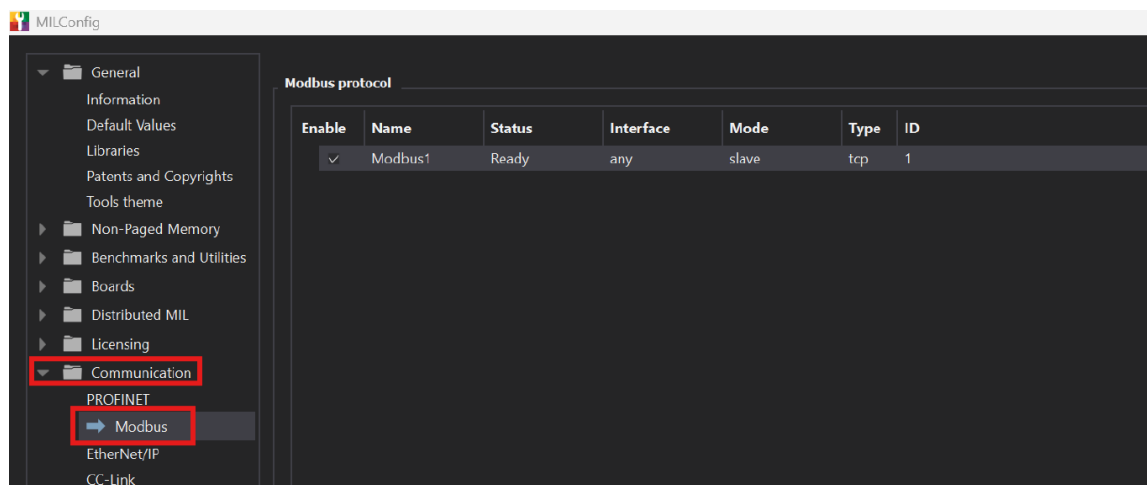 MILConfig
General
Information
Default Values
Libraries
Patents and Copyrights
Tools theme
Non-Paged Memory
Benchmarks and Utilities
Boards
Distributed MIL
Licensing
Communication
PROFINET
Modbus
EtherNet/IP
CC-Link
Modbus protocol
Enable Name Status Interface Mode Type ID
Modbus1 Ready any slave tcp 1